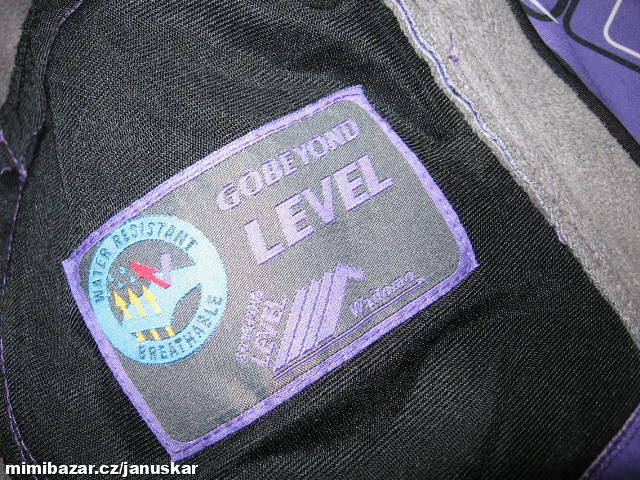 GOBEYOND
LEVEL
WATER RESISTANT
BREATHABLE
LEVEL
mimibazar.cz/januskar